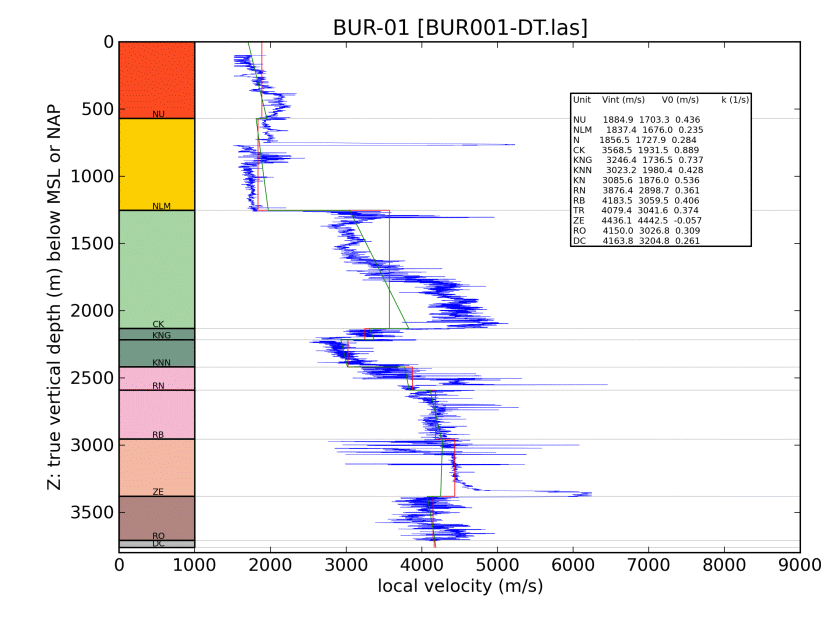 BUR-01 [BUR001-DT.las]
Z: true vertical depth (m) below MSL or NAP
0
500
1000
1500
2000
2500
3000
3500
NU
NLM
CK
KNG
KNN
RN
RB
ZE
RO
DC
Unit Vint (m/s) V0 (m/s) k (1/s)
NU 1884.9 1703.3 0.436
NLM 1837.4 1676.0 0.235
N 1856.5 1727.9 0.284
CK 3568.5 1931.5 0.889
KNG 3246.4 1736.5 0.737
KNN 3023.2 1980.4 0.428
KN 3085.6 1876.0 0.536
RN 3876.4 2898.7 0.361
RB 4183.5 3059.5 0.406
TR 4079.4 3041.6 0.374
ZE 4436.1 4442.5 -0.057
RO 4150.0 3026.8 0.309
DC 4163.8 3204.8 0.261
0 1000 2000 3000 4000 5000 6000 7000 8000 9000
local velocity (m/s)